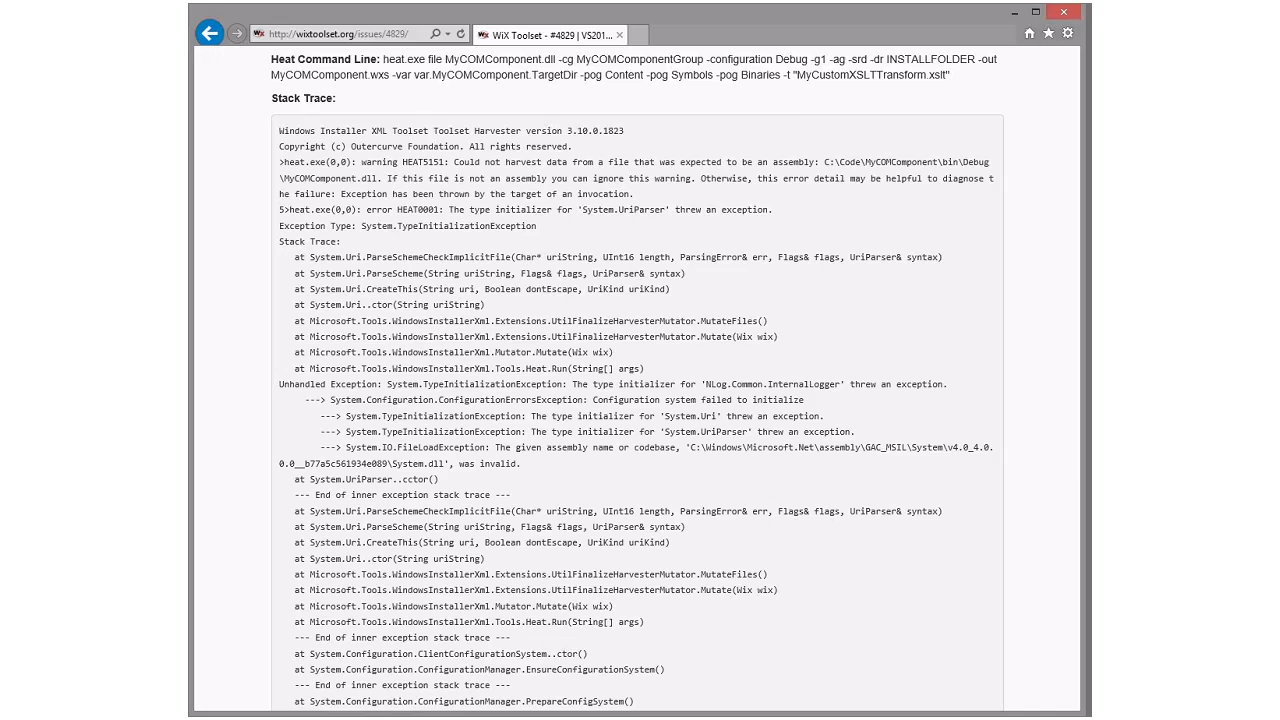 http://wixtoolset.org/issues/4829/
WiX Toolset - #4829 | VS201...
Heat Command Line: heat.exe file MyCOMComponent.dll -cg MyCOMComponentGroup -configuration Debug -g1 -ag -srd -dr INSTALLFOLDER -out
MyCOMComponent.wxs -var var.MyCOMComponent.TargetDir -pog Content -pog Symbols -pog Binaries -t "MyCustomXSLTTransform.xslt"
Stack Trace:
Windows Installer XML Toolset Toolset Harvester version 3.10.0.1823
Copyright (c) Outercurve Foundation. All rights reserved.
>heat.exe(0,0): warning HEAT5151: Could not harvest data from a file that was expected to be an assembly: C:\Code\MyCOMComponent\bin\Debug
\MyCOMComponent.dll. If this file is not an assembly you can ignore this warning. Otherwise, this error detail may be helpful to diagnose t
he failure: Exception has been thrown by the target of an invocation.
5>heat.exe(0,0): error HEAT0001: The type initializer for 'System.UriParser' threw an exception.
Exception Type: System.TypeInitializationException
Stack Trace:
at System.Uri.ParseSchemeCheckImplicitFile(Char* uriString, UInt16 length, ParsingError& err, Flags& flags, UriParser& syntax)
at System.Uri.ParseScheme(String uriString, Flags& flags, UriParser& syntax)
at System.Uri.CreateThis(String uri, Boolean dontEscape, UriKind uriKind)
at System.Uri..ctor(String uriString)
at Microsoft.Tools.WindowsInstallerXml.Extensions.UtilFinalizeHarvesterMutator.MutateFiles()
at Microsoft.Tools.WindowsInstallerXml.Extensions.UtilFinalizeHarvesterMutator.Mutate(Wix wix)
at Microsoft.Tools.WindowsInstallerXml.Mutator.Mutate(Wix wix)
at Microsoft.Tools.WindowsInstallerXml.Tools.Heat.Run(String[] args)
Unhandled Exception: System.TypeInitializationException: The type initializer for 'NLog.Common.InternalLogger' threw an exception.
---> System.Configuration.ConfigurationErrorsException: Configuration system failed to initialize
---> System.TypeInitializationException: The type initializer for 'System.Uri' threw an exception.
---> System.TypeInitializationException: The type initializer for 'System.UriParser' threw an exception.
---> System.IO.FileLoadException: The given assembly name or codebase, 'C:\Windows\Microsoft.Net\assembly\GAC_MSIL\System\v4.0_4.0.
0.0__b77a5c561934e089\System.dll', was invalid.
at System.UriParser..cctor()
--- End of inner exception stack trace ---
at System.Uri.ParseSchemeCheckImplicitFile(Char* uriString, UInt16 length, ParsingError& err, Flags& flags, UriParser& syntax)
at System.Uri.ParseScheme(String uriString, Flags& flags, UriParser& syntax)
at System.Uri.CreateThis(String uri, Boolean dontEscape, UriKind uriKind)
at System.Uri..ctor(String uriString)
at Microsoft.Tools.WindowsInstallerXml.Extensions.UtilFinalizeHarvesterMutator.MutateFiles()
at Microsoft.Tools.WindowsInstallerXml.Extensions.UtilFinalizeHarvesterMutator.Mutate(Wix wix)
at Microsoft.Tools.WindowsInstallerXml.Mutator.Mutate(Wix wix)
at Microsoft.Tools.WindowsInstallerXml.Tools.Heat.Run(String[] args)
--- End of inner exception stack trace ---
at System.Configuration.ClientConfigurationSystem..ctor()
at System.Configuration.ConfigurationManager.EnsureConfigurationSystem()
--- End of inner exception stack trace ---
at System.Configuration.ConfigurationManager.PrepareConfigSystem()